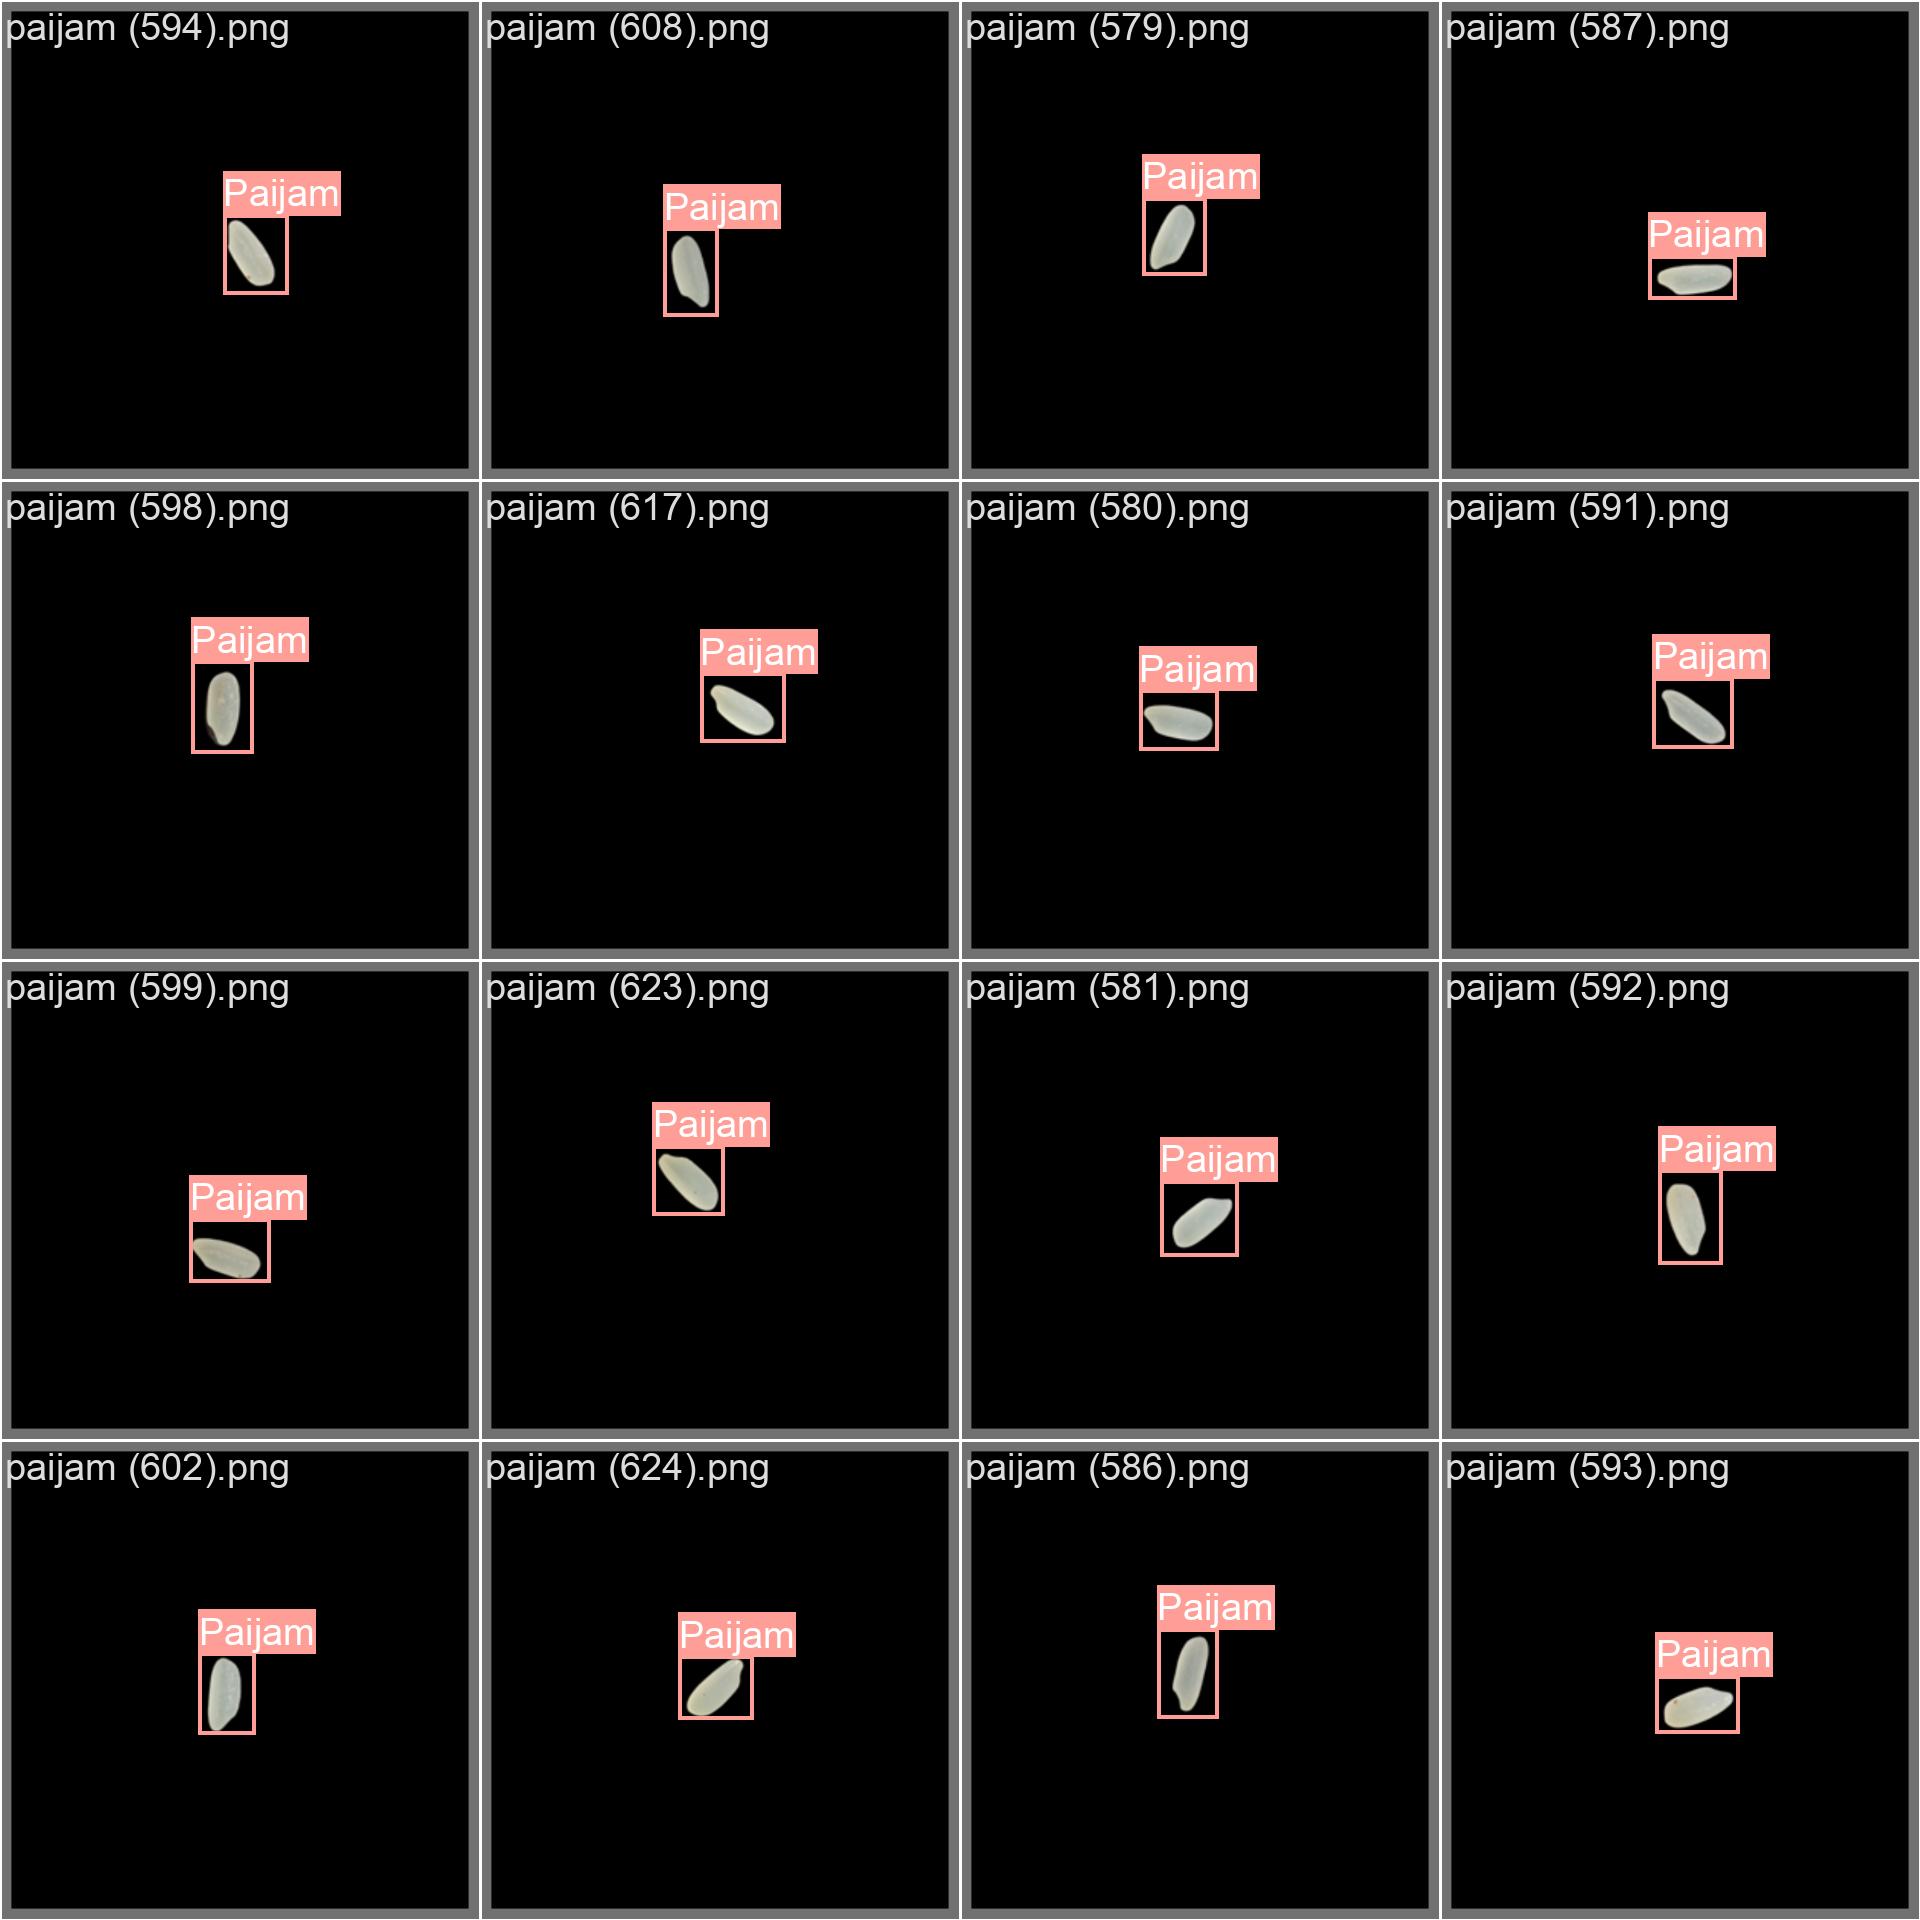 paijam (594).png
Paijam
paijam (608).png
Paijam
paijam (579).png
Paijam
paijam (587).png
Paijam
paijam (598).png
Paijam
paijam (617).png
Paijam
paijam (580).png
Paijam
paijam (591).png
Paijam
paijam (599).png
Paijam
paijam (623).png
Paijam
paijam (581).png
Paijam
paijam (592).png
Paijam
paijam (602).png
Paijam
paijam (624).png
Paijam
paijam (586).png
Paijam
paijam (593).png
Paijam